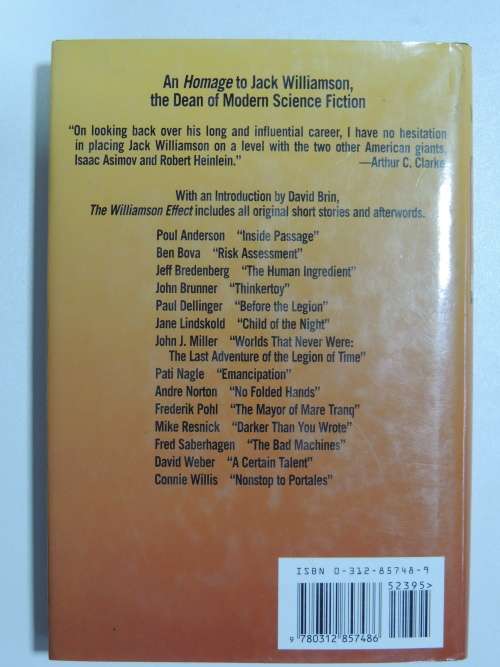 An Homage to Jack Williamson,
the Dean of Modern Science Fiction
"On looking back over his long and influential career, I have no hesitation
in placing Jack Williamson on a level with the two other American giants,
Isaac Asimov and Robert Heinlein." —Arthur C. Clarke
With an Introduction by David Brin,
The Williamson Effect includes all original short stories and afterwords.
Poul Anderson "Inside Passage"
Ben Bova "Risk Assessment"
Jeff Bredenberg "The Human Ingredient"
John Brunner "Thinkertoy"
Paul Dellinger "Before the Legion"
Jane Lindskold "Child of the Night"
John J. Miller "Worlds That Never Were:
The Last Adventure of the Legion of Time"
Pati Nagle "Emancipation"
Andre Norton "No Folded Hands"
Frederik Pohl "The Mayor of Mare Tranq"
Mike Resnick "Darker Than You Wrote"
Fred Saberhagen "The Bad Machines"
David Weber "A Certain Talent"
Connie Willis "Nonstop to Portales"
ISBN 0-312-85748-9
52395>
9 780312 857486